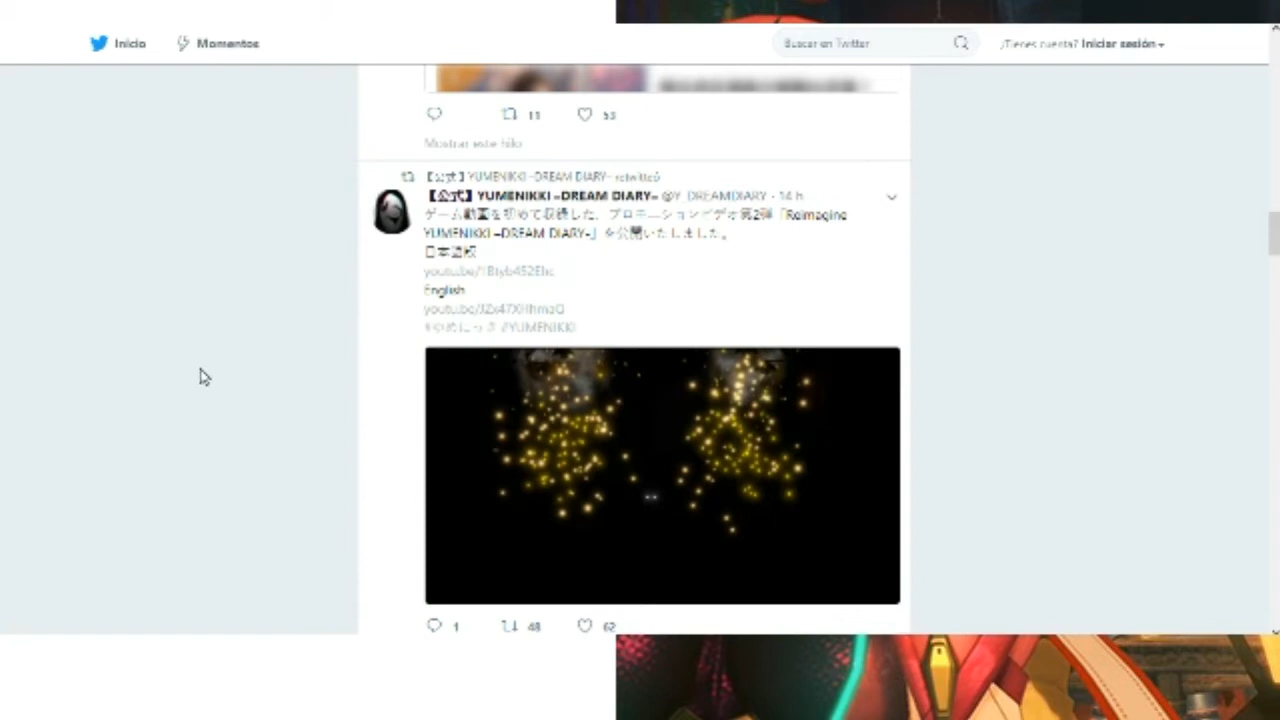 Inicio
Momentos
Buscar en Twitter
¿Tienes cuenta? Iniciar sesión
11
53
Mostrar este hilo
【公式】YUMENIKKI -DREAM DIARY- retwitteó
【公式】YUMENIKKI -DREAM DIARY- @Y_DREAMDIARY · 14 h
ゲーム動画を初めて収録した、プロモーションビデオ第2弾「Reimagine
YUMENIKKI -DREAM DIARY-」を公開いたしました。
日本語版
English
#ゆめにっき #YUMENIKKI
1
48
62